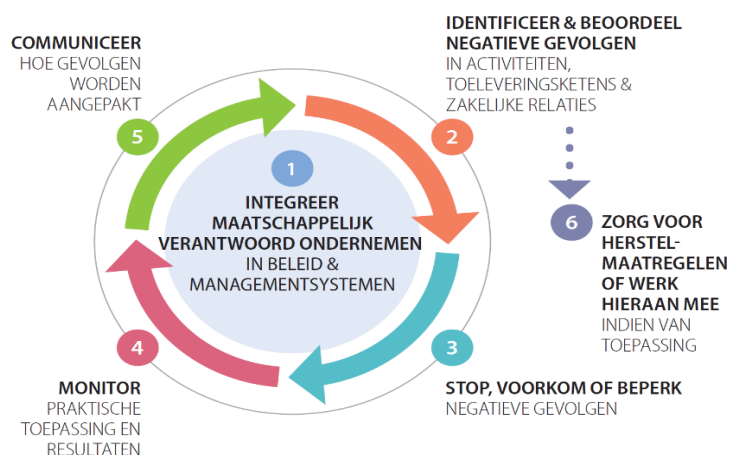 1
INTEGREER
MAATSCHAPPELIJK
VERANTWOORD ONDERNEMEN
IN BELEID &
MANAGEMENTSYSTEMEN
IDENTIFICEER & BEOORDEEL
NEGATIEVE GEVOLGEN
IN ACTIVITEITEN,
TOELEVERINGSKETENS &
ZAKELIJKE RELATIES
2
3
STOP, VOORKOM OF BEPERK
NEGATIEVE GEVOLGEN
4
MONITOR
PRAKTISCHE
TOEPASSING EN
RESULTATEN
COMMUNICEER
HOE GEVOLGEN
WORDEN
AANGEPAKT
5
6
ZORG VOOR
HERSTEL-
MAATREGELEN
OF WERK
HIERAAN MEE
INDIEN VAN
TOEPASSING